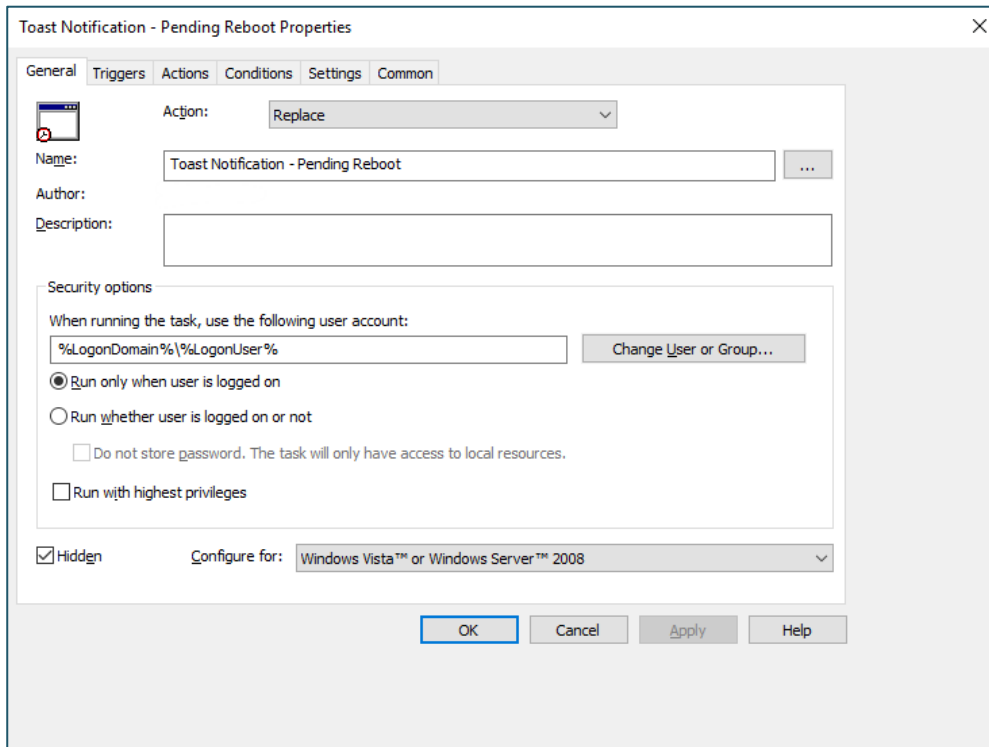 Toast Notification - Pending Reboot Properties
General Triggers Actions Conditions Settings Common
Action: Replace
Name: Toast Notification - Pending Reboot ...
Author:
Description:
Security options
When running the task, use the following user account:
%LogonDomain%\%LogonUser% Change User or Group...
Run only when user is logged on
Run whether user is logged on or not
Do not store password. The task will only have access to local resources.
Run with highest privileges
Hidden Configure for: Windows Vista™ or Windows Server™ 2008
OK Cancel Apply Help